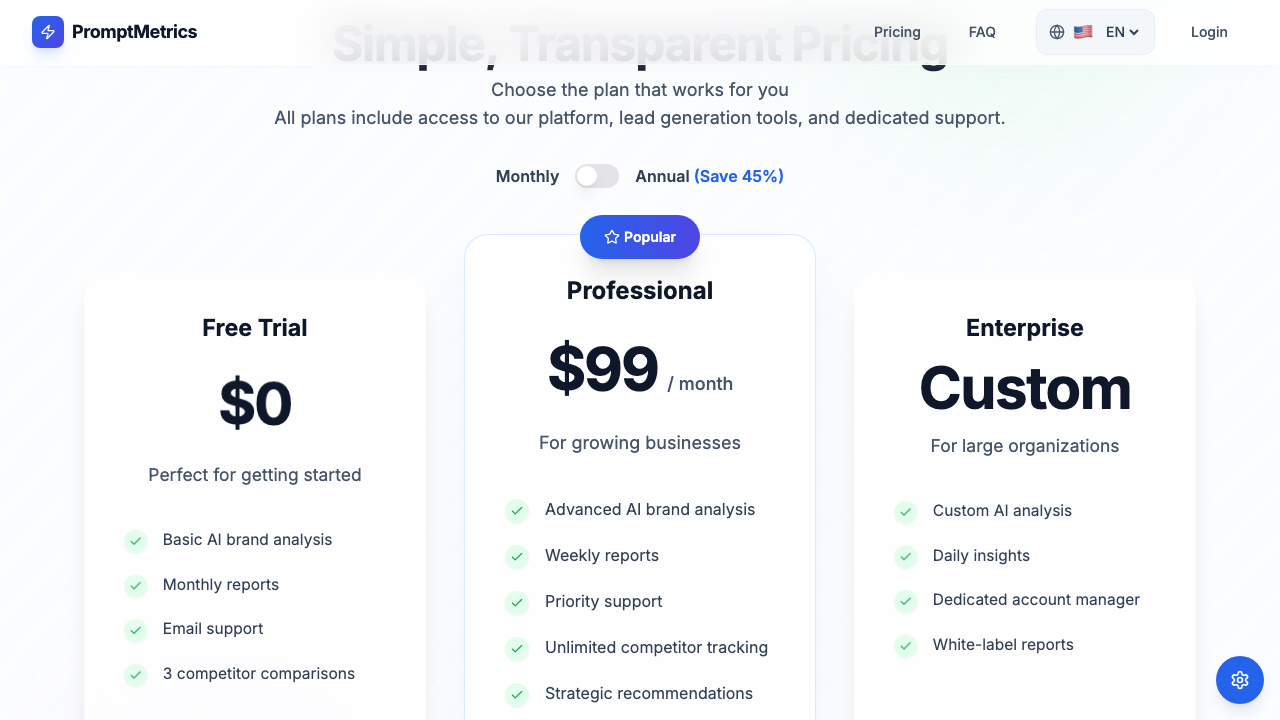 PromptMetrics
Pricing
FAQ
EN
Login
Simple, Transparent Pricing
Choose the plan that works for you
All plans include access to our platform, lead generation tools, and dedicated support.
Monthly
Annual (Save 45%)
Free Trial
$0
Perfect for getting started
Basic AI brand analysis
Monthly reports
Email support
3 competitor comparisons
Popular
Professional
$99 / month
For growing businesses
Advanced AI brand analysis
Weekly reports
Priority support
Unlimited competitor tracking
Strategic recommendations
Enterprise
Custom
For large organizations
Custom AI analysis
Daily insights
Dedicated account manager
White-label reports